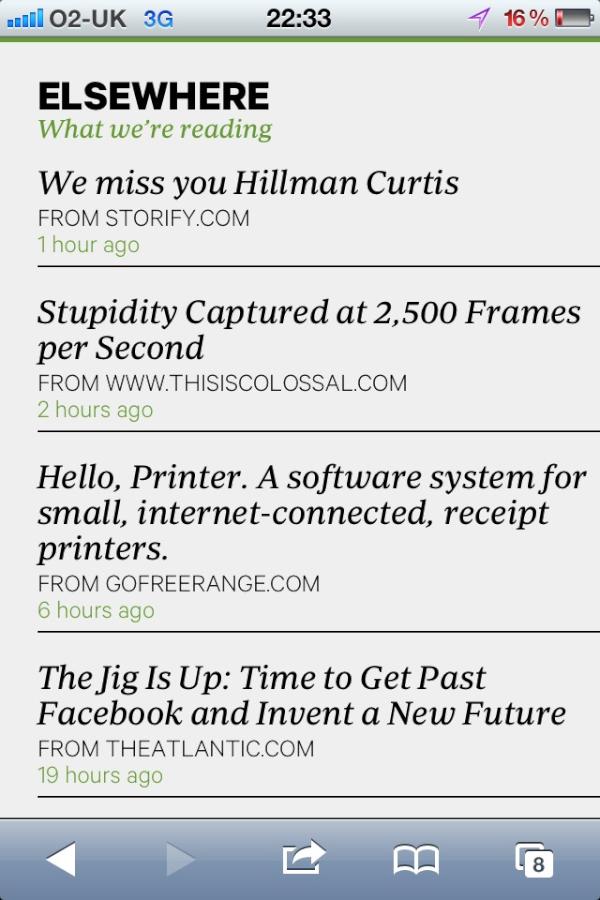 O2-UK 3G 22:33 16%
ELSEWHERE
What we're reading
We miss you Hillman Curtis
FROM STORIFY.COM
1 hour ago
Stupidity Captured at 2,500 Frames
per Second
FROM WWW.THISISCOLOSSAL.COM
2 hours ago
Hello, Printer. A software system for
small, internet-connected, receipt
printers.
FROM GOFREERANGE.COM
6 hours ago
The Jig Is Up: Time to Get Past
Facebook and Invent a New Future
FROM THEATLANTIC.COM
19 hours ago
8